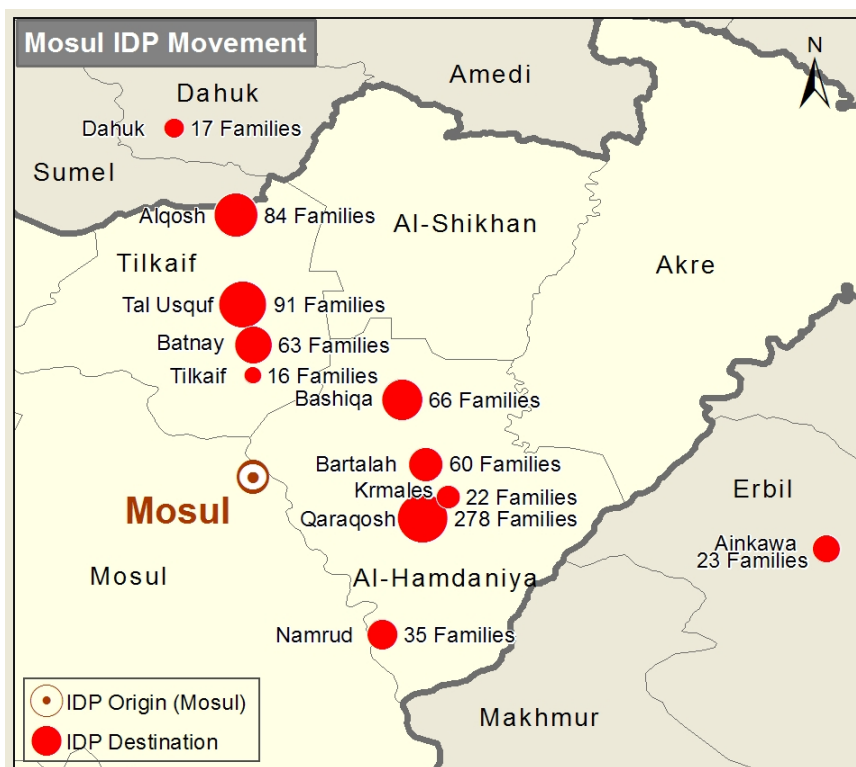 Mosul IDP Movement
N
Amedi
Dahuk
Dahuk 17 Families
Sumel
Alqosh 84 Families
Al-Shikhan
Tilkaif
Akre
Tal Usquf 91 Families
Batnay 63 Families
Tilkaif 16 Families
Bashiqa 66 Families
Bartalah 60 Families
Krmales 22 Families
Erbil
Mosul
Qaraqosh 278 Families
Ainkawa
23 Families
Mosul
Al-Hamdaniya
Namrud 35 Families
IDP Origin (Mosul)
Makhmur
IDP Destination